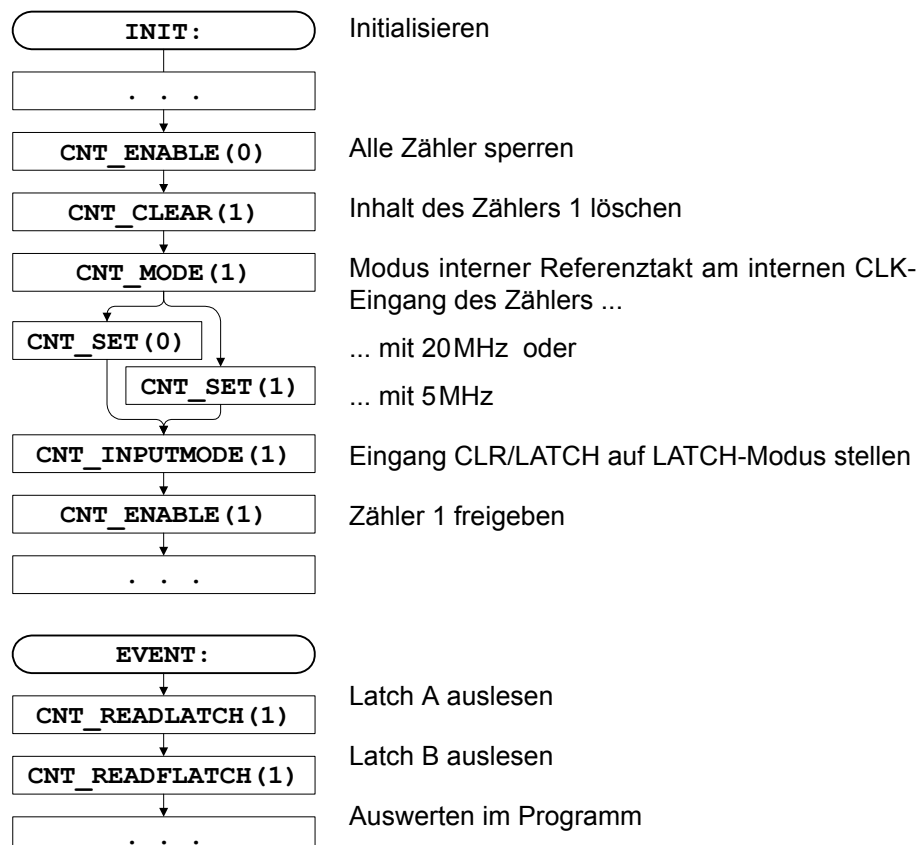 INIT:
Initialisieren
. . .
CNT_ENABLE(0)
Alle Zähler sperren
CNT_CLEAR(1)
Inhalt des Zählers 1 löschen
CNT_MODE(1)
Modus interner Referenztakt am internen CLK-
Eingang des Zählers ...
CNT_SET(0)
... mit 20MHz oder
CNT_SET(1)
... mit 5MHz
CNT_INPUTMODE(1)
Eingang CLR/LATCH auf LATCH-Modus stellen
CNT_ENABLE(1)
Zähler 1 freigeben
. . .
EVENT:
CNT_READLATCH(1)
Latch A auslesen
CNT_READFLATCH(1)
Latch B auslesen
. . .
Auswerten im Programm